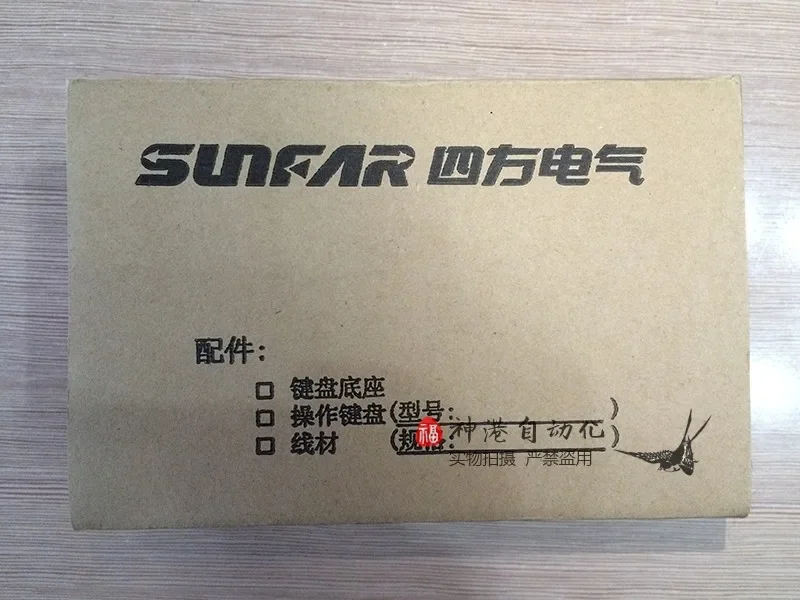 SUNFAR 四方电气
配件:
□ 键盘底座
□ 操作键盘(型号:)
福 神港自动化
□ 线材 (规格:)
实物拍摄 严禁盗用